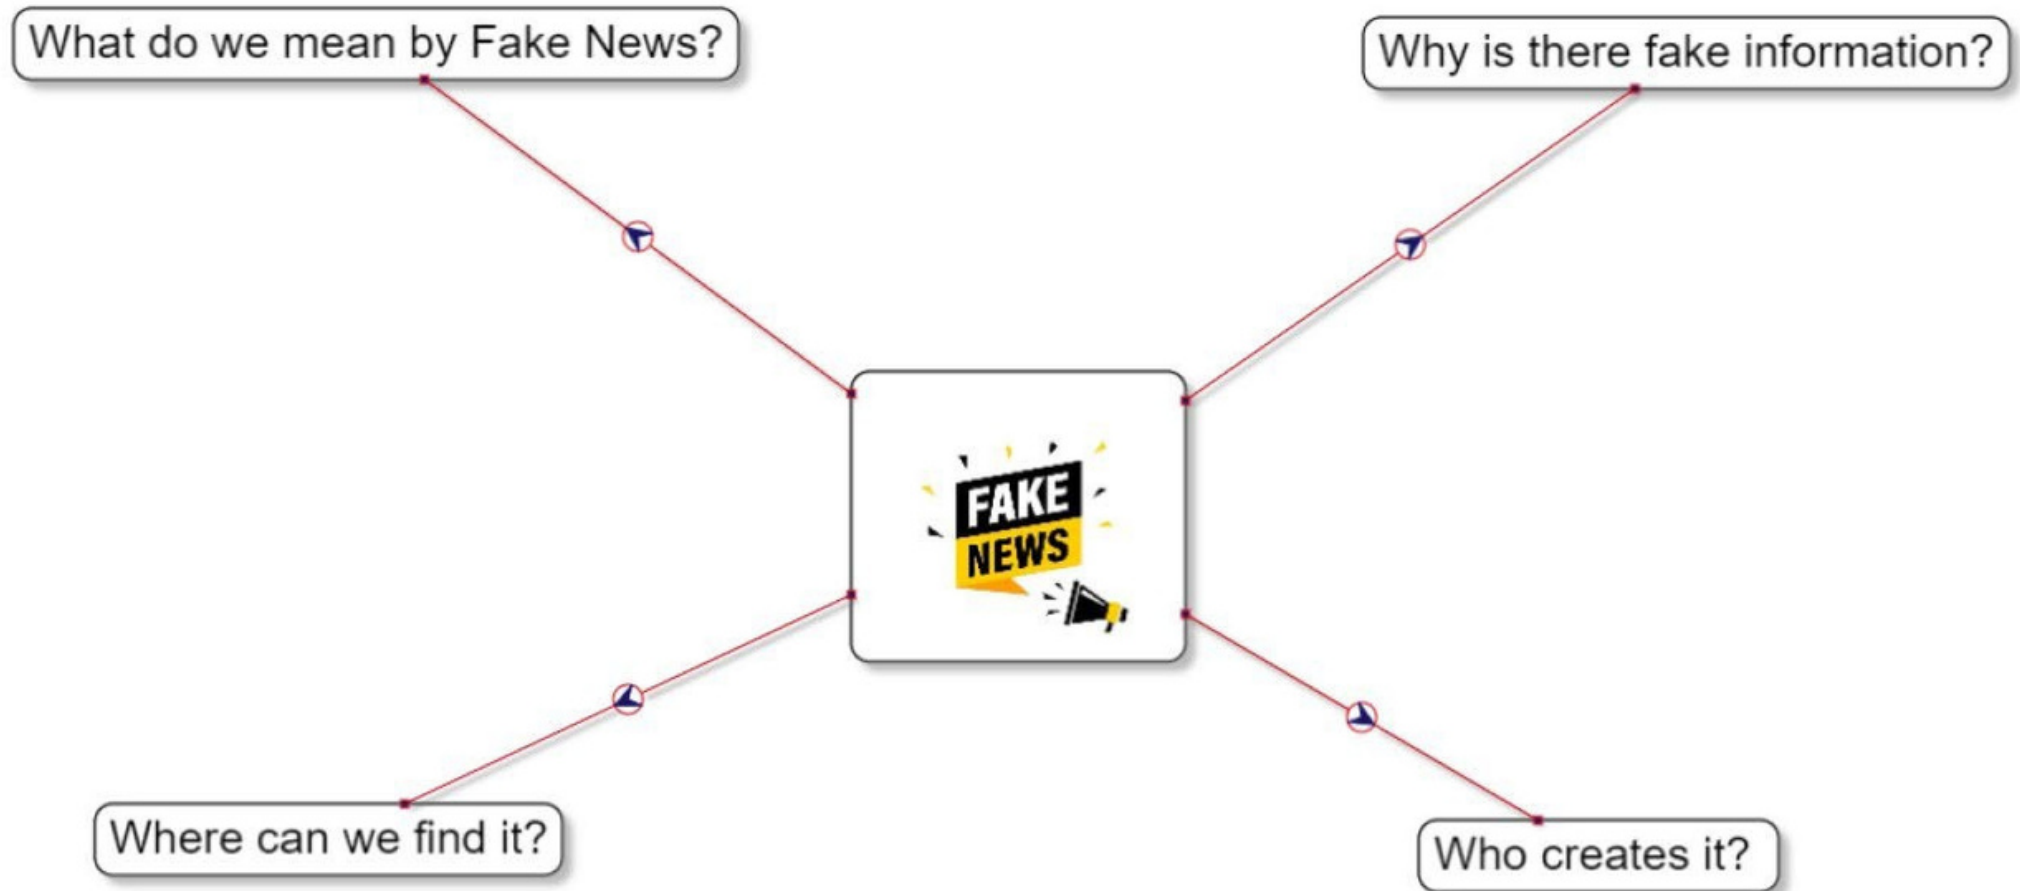 What do we mean by Fake News?
Why is there fake information?
FAKE
NEWS
Where can we find it?
Who creates it?